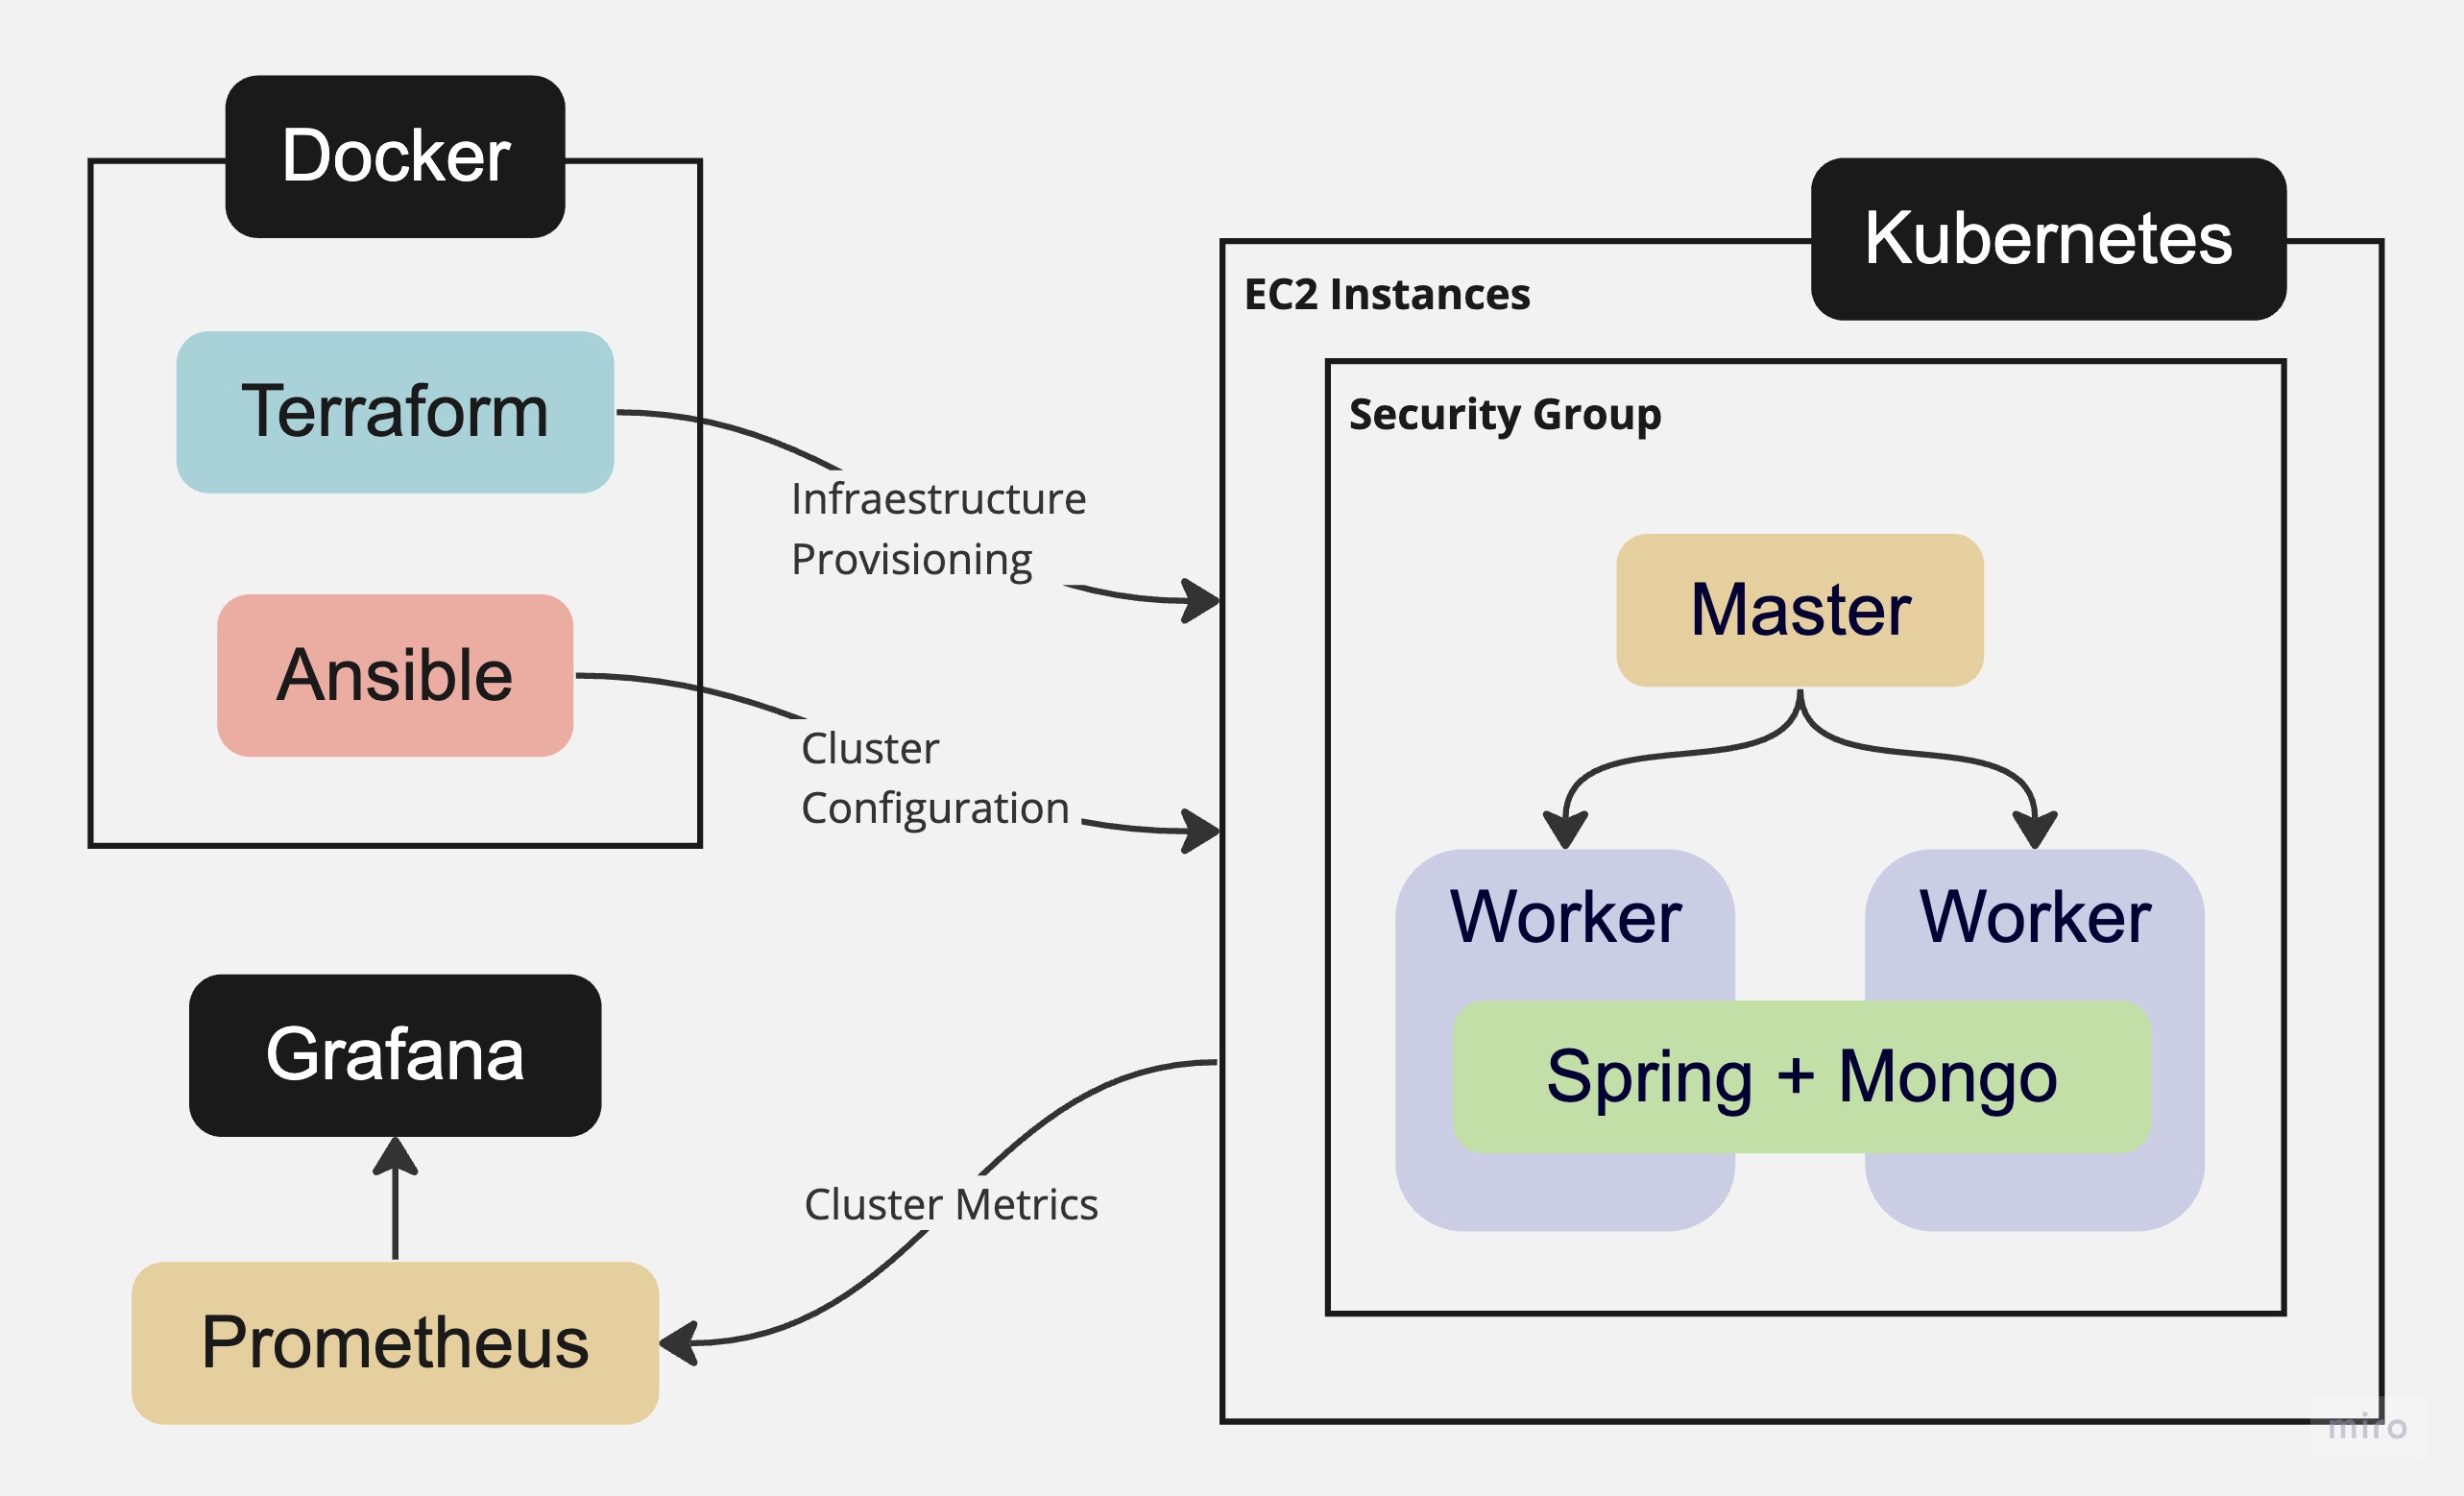 Docker
Terraform
Ansible
Infraestructure
Provisioning
Cluster
Configuration
Kubernetes
EC2 Instances
Security Group
Master
Worker
Worker
Spring + Mongo
Grafana
Cluster Metrics
Prometheus
miro